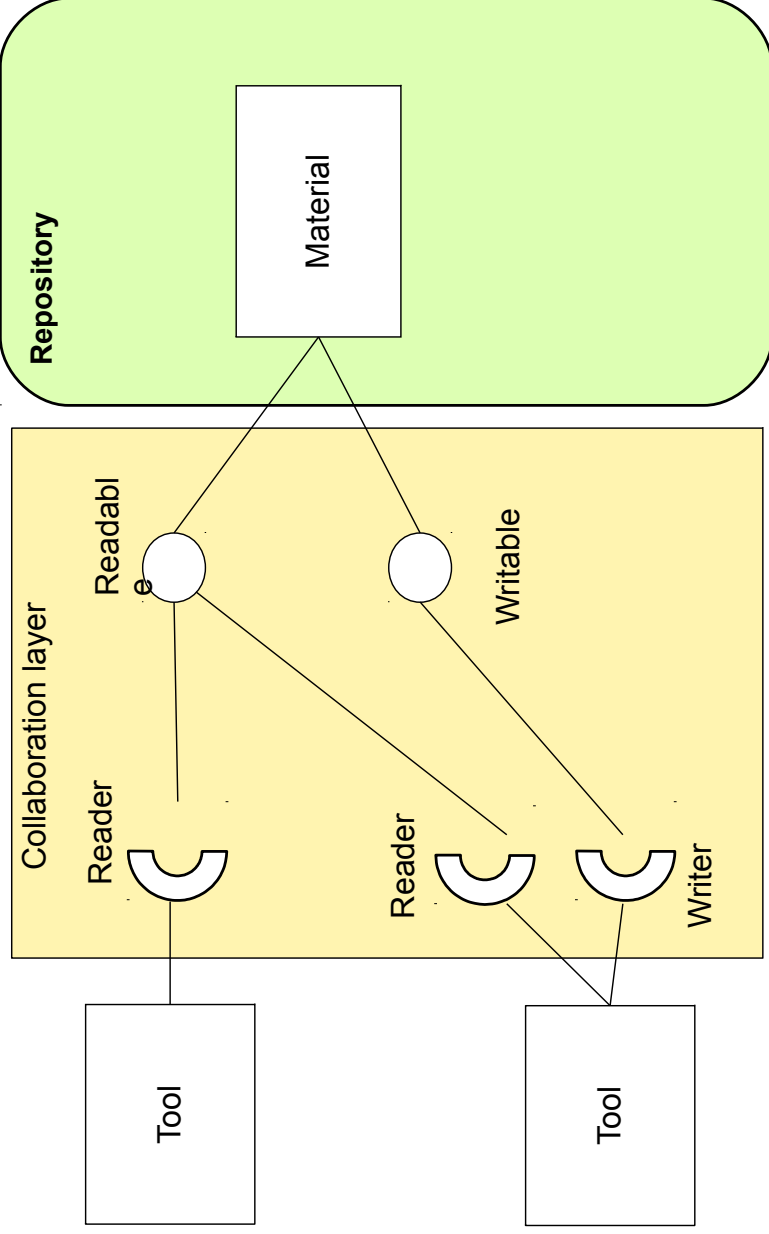 Collaboration layer
Repository
Reader
Readabl
e
Tool
Material
Reader
Writable
Tool
Writer